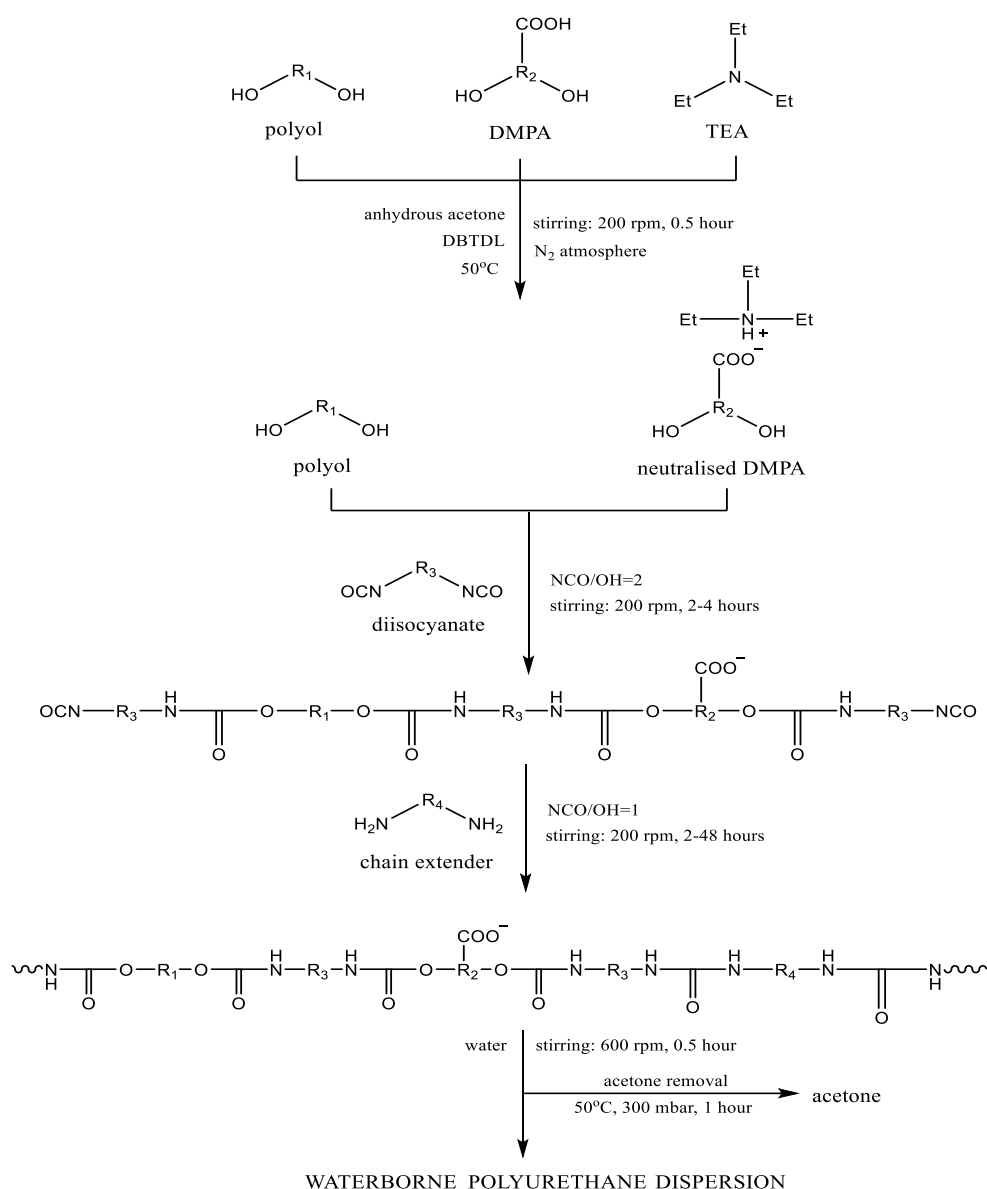 COOH
Et
R1
R2
N
HO OH
HO OH
Et Et
polyol
DMPA
TEA
anhydrous acetone
DBTDL
50°C
stirring: 200 rpm, 0.5 hour
N2 atmosphere
Et
Et N Et
H +
COO−
R1
R2
HO OH
HO OH
polyol
neutralised DMPA
R3
OCN NCO
diisocyanate
NCO/OH=2
stirring: 200 rpm, 2-4 hours
COO−
H H H H
OCN R3 N O R1 O N R3 N O R2 O N R3 NCO
O O O O
R4
H2N NH2
chain extender
NCO/OH=1
stirring: 200 rpm, 2-48 hours
COO−
H H H H H H
N O R1 O N R3 N O R2 O N R3 N N R4 N N
H H
O O O O O O
water
stirring: 600 rpm, 0.5 hour
acetone removal
50°C, 300 mbar, 1 hour
acetone
WATERBORNE POLYURETHANE DISPERSION